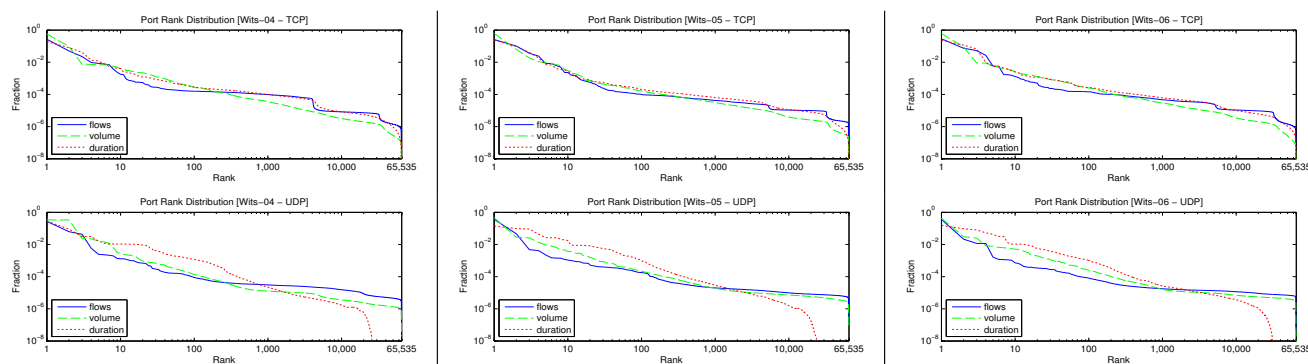 Port Rank Distribution [Wits-04 - TCP]
10^0
10^-2
10^-4
10^-6
10^-8
Fraction
flows
volume
duration
1 10 100 1,000 10,000 65,535
Rank
Port Rank Distribution [Wits-05 - TCP]
10^0
10^-2
10^-4
10^-6
10^-8
Fraction
flows
volume
duration
1 10 100 1,000 10,000 65,535
Rank
Port Rank Distribution [Wits-06 - TCP]
10^0
10^-2
10^-4
10^-6
10^-8
Fraction
flows
volume
duration
1 10 100 1,000 10,000 65,535
Rank
Port Rank Distribution [Wits-04 - UDP]
10^0
10^-2
10^-4
10^-6
10^-8
Fraction
flows
volume
duration
1 10 100 1,000 10,000 65,535
Rank
Port Rank Distribution [Wits-05 - UDP]
10^0
10^-2
10^-4
10^-6
10^-8
Fraction
flows
volume
duration
1 10 100 1,000 10,000 65,535
Rank
Port Rank Distribution [Wits-06 - UDP]
10^0
10^-2
10^-4
10^-6
10^-8
Fraction
flows
volume
duration
1 10 100 1,000 10,000 65,535
Rank